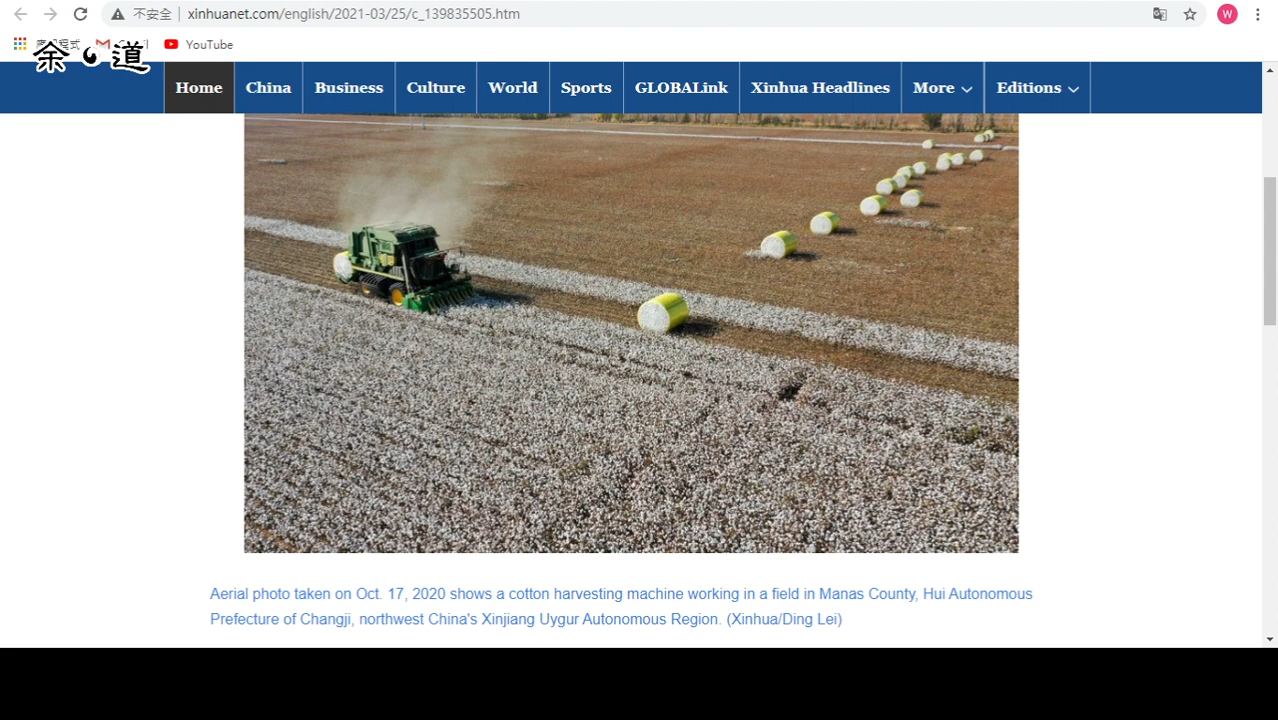 不安全 xinhuanet.com/english/2021-03/25/c_139835505.htm W
YouTube
余 道
Home China Business Culture World Sports GLOBALink Xinhua Headlines More Editions
Aerial photo taken on Oct. 17, 2020 shows a cotton harvesting machine working in a field in Manas County, Hui Autonomous
Prefecture of Changji, northwest China's Xinjiang Uygur Autonomous Region. (Xinhua/Ding Lei)